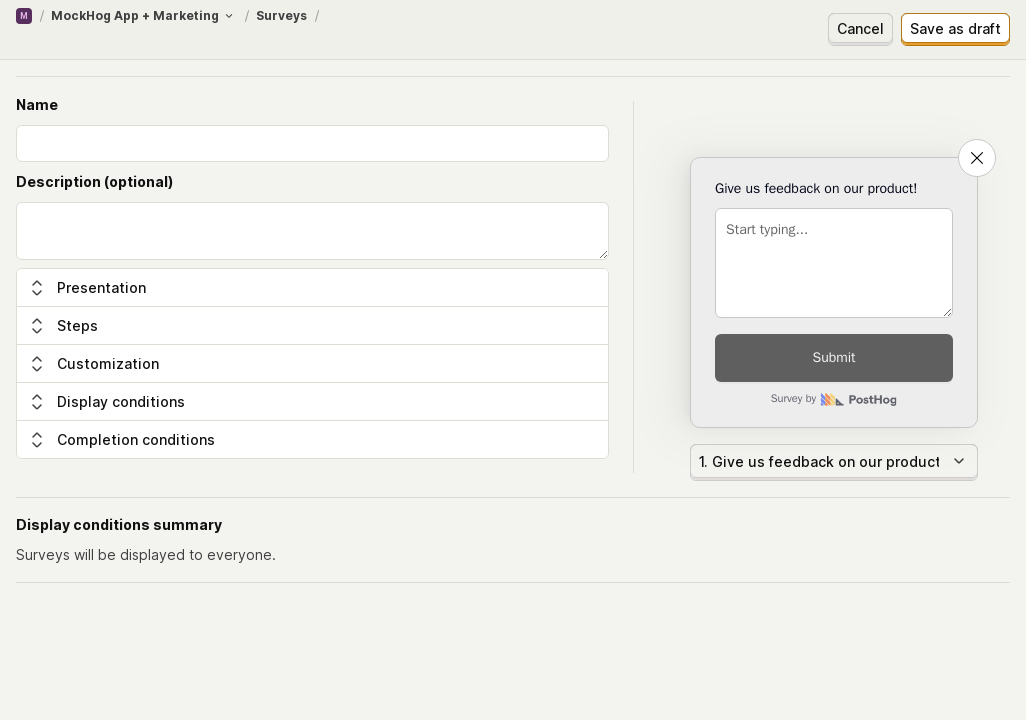 M / MockHog App + Marketing / Surveys /
Cancel
Save as draft
Name
Description (optional)
Presentation
Steps
Customization
Display conditions
Completion conditions
Give us feedback on our product!
Start typing...
Submit
Survey by PostHog
1. Give us feedback on our product
Display conditions summary
Surveys will be displayed to everyone.